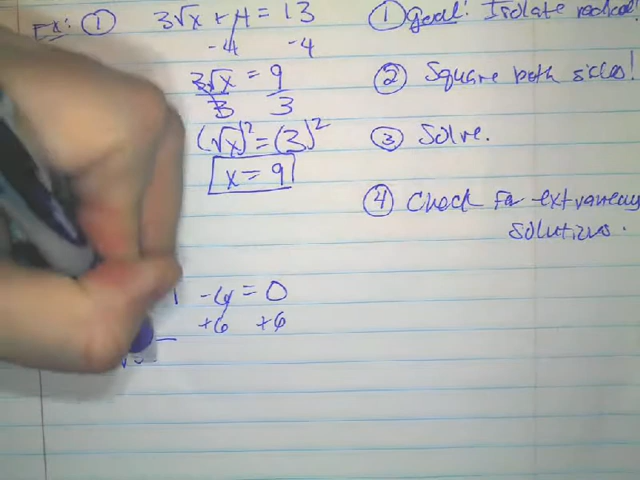 Ex: ① 3√x + 4 = 13
-4 -4
3√x = 9
3 3
(√x)² = (3)²
x = 9
① Goal: Isolate radical!
② Square both sides!
③ Solve.
④ Check for extraneous
solutions.
-6 = 0
+6 +6